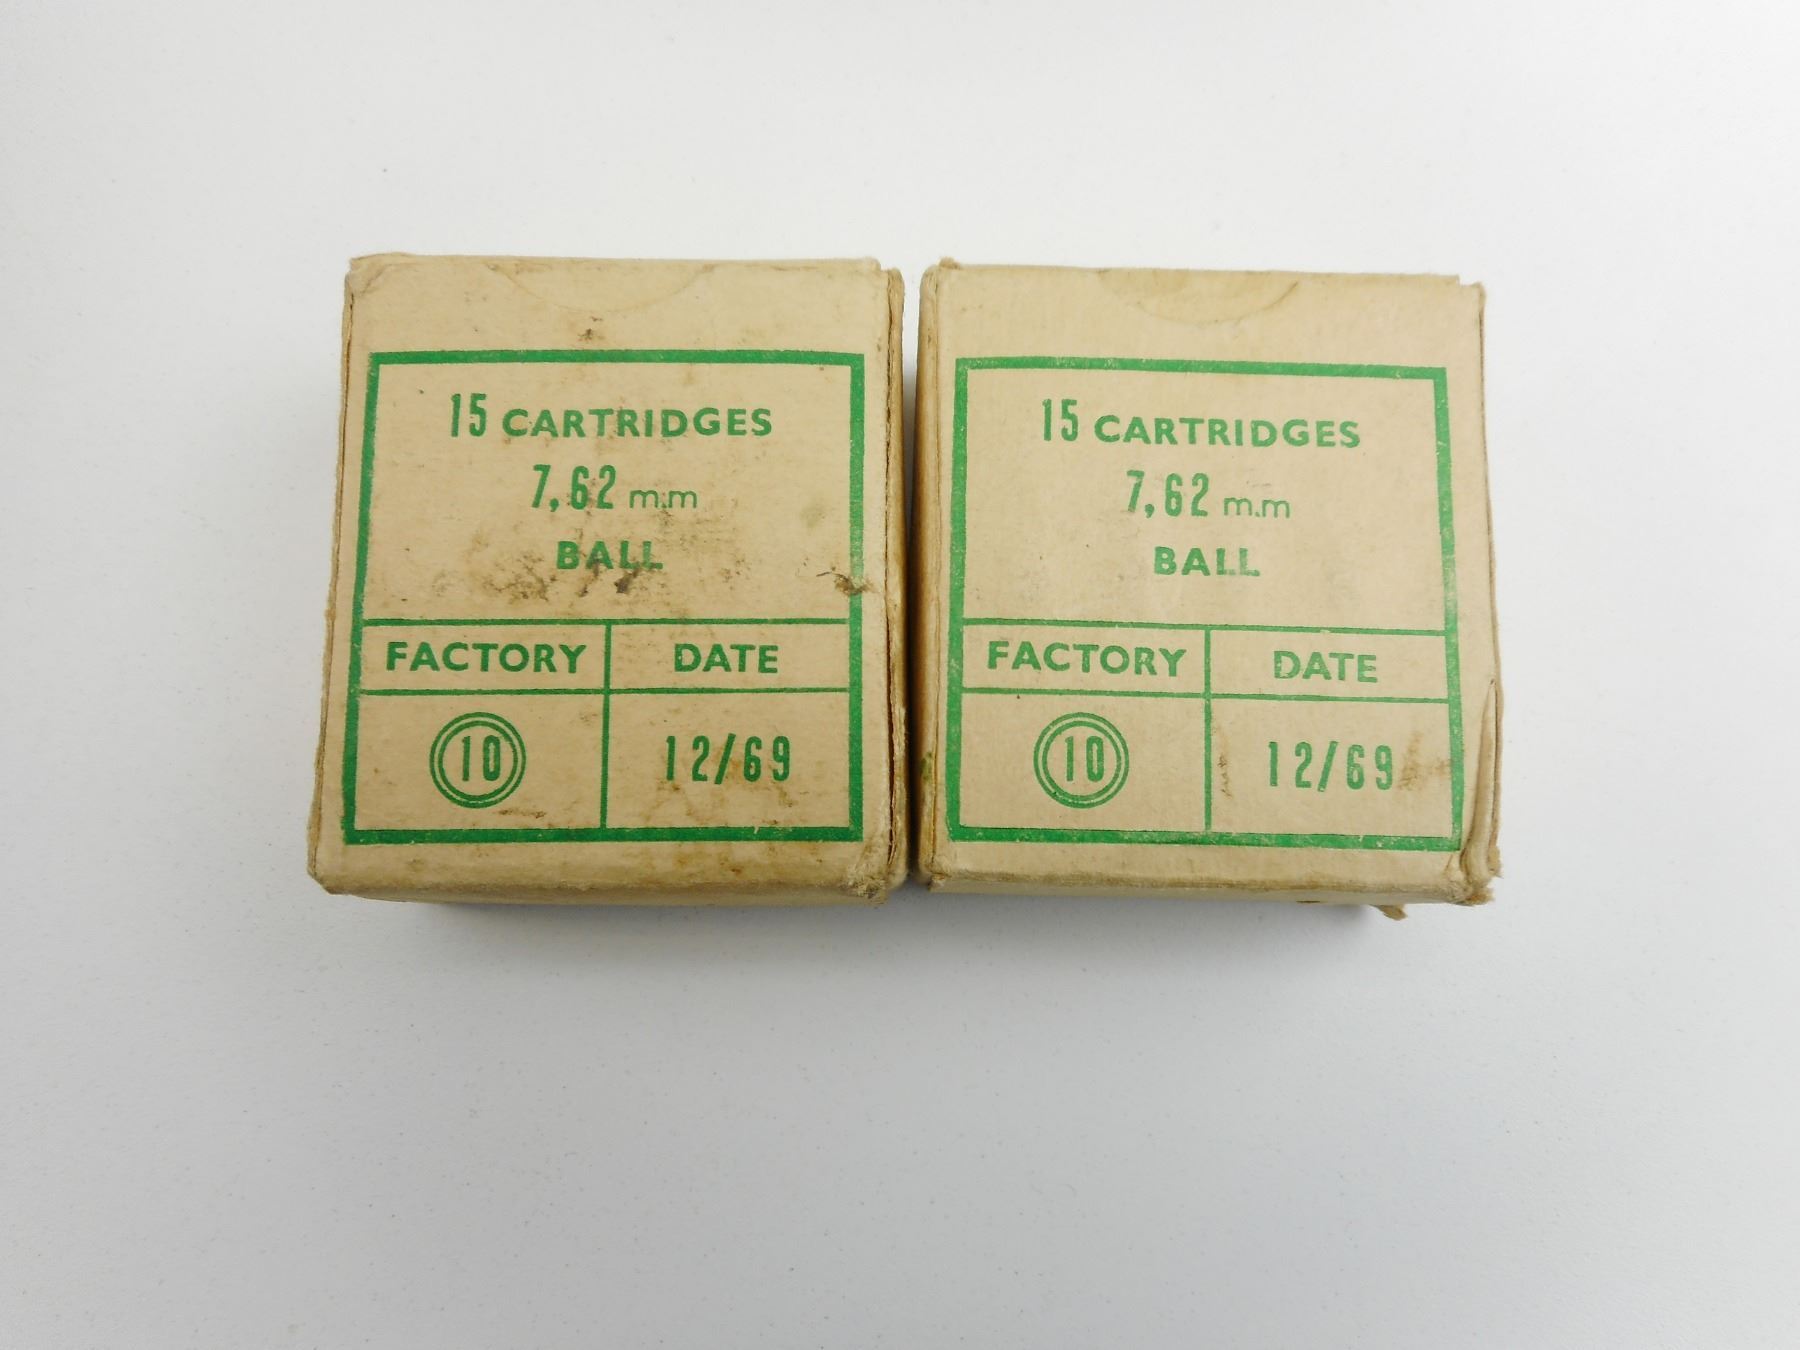 15 CARTRIDGES
7,62 m.m
BALL
FACTORY DATE
10 12/69
15 CARTRIDGES
7,62 m.m
BALL
FACTORY DATE
10 12/69